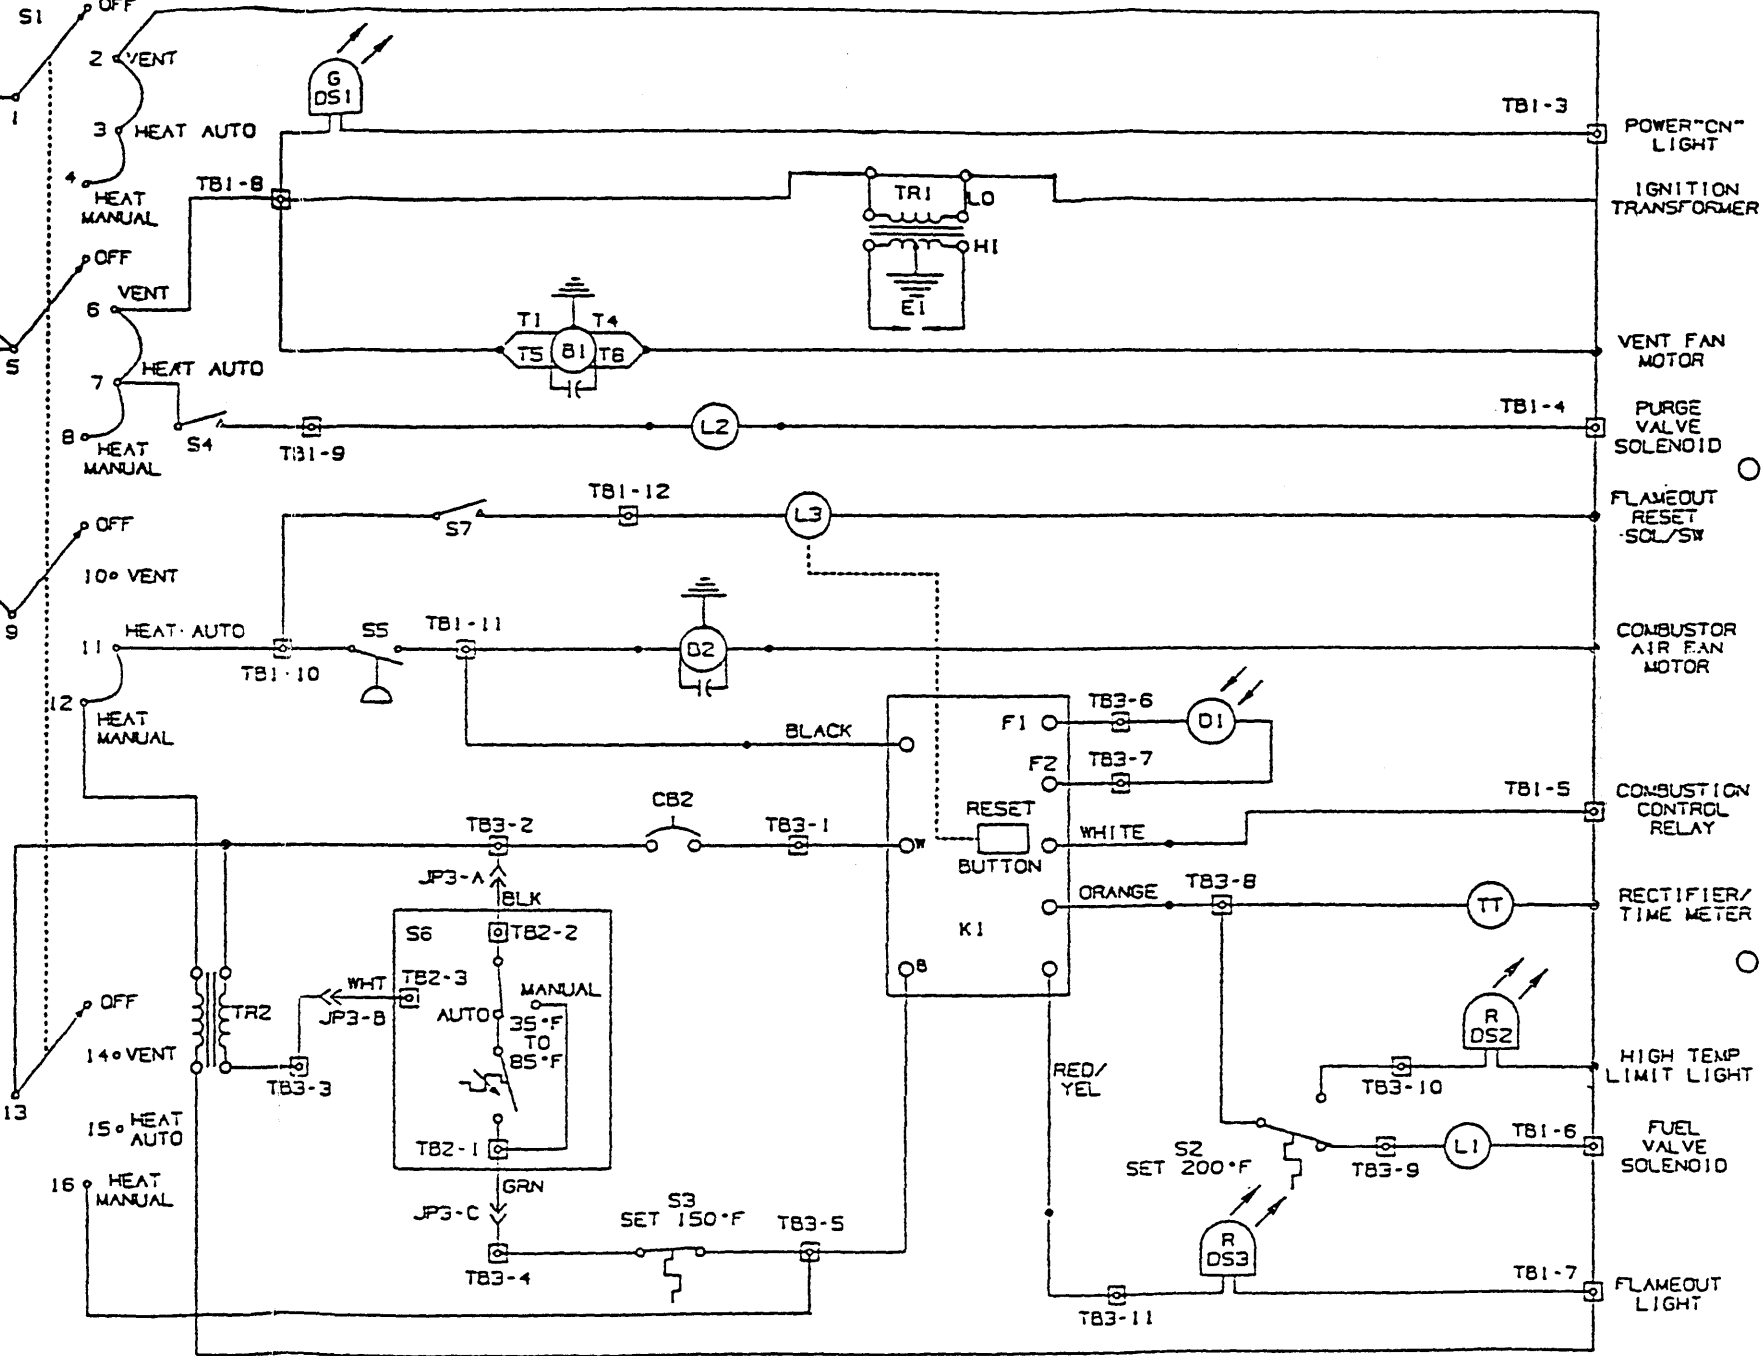 S1
OFF
2 VENT
1
3 HEAT AUTO
4
HEAT
MANUAL
G
DS1
TB1-3
POWER"CN"
LIGHT
TB1-8
TR1
LO
HI
E1
IGNITION
TRANSFORMER
OFF
6 VENT
5
7 HEAT AUTO
8
HEAT
MANUAL
T1
T4
T5
B1
T8
VENT FAN
MOTOR
S4
TB1-9
L2
TB1-4
PURGE
VALVE
SOLENOID
OFF
10 VENT
9
11 HEAT AUTO
12
HEAT
MANUAL
S7
TB1-12
L3
FLAMEOUT
RESET
SOL/SW
TB1-10
S5
TB1-11
B2
COMBUSTOR
AIR FAN
MOTOR
BLACK
F1
TB3-6
D1
F2
TB3-7
TB3-2
CB2
TB3-1
W
RESET
BUTTON
WHITE
TB1-5
COMBUSTION
CONTROL
RELAY
JP3-A
BLK
ORANGE
TB3-8
TT
RECTIFIER/
TIME METER
K1
B
S6
TB2-2
WHT
TB2-3
JP3-B
AUTO
MANUAL
35°F
TO
85°F
TB2-1
TR2
TB3-3
OFF
14 VENT
13
15 HEAT
AUTO
16 HEAT
MANUAL
RED/
YEL
R
DS2
TB3-10
HIGH TEMP
LIMIT LIGHT
S2
SET 200°F
TB3-9
L1
TB1-6
FUEL
VALVE
SOLENOID
GRN
JP3-C
TB3-4
S3
SET 150°F
TB3-5
R
DS3
TB3-11
TB1-7
FLAMEOUT
LIGHT